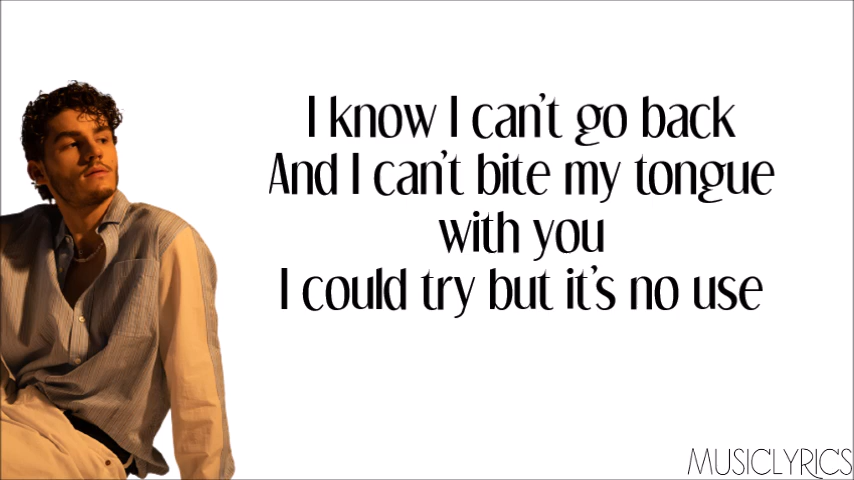 I know I can't go back
And I can't bite my tongue
with you
I could try but it's no use
MUSICLYRICS